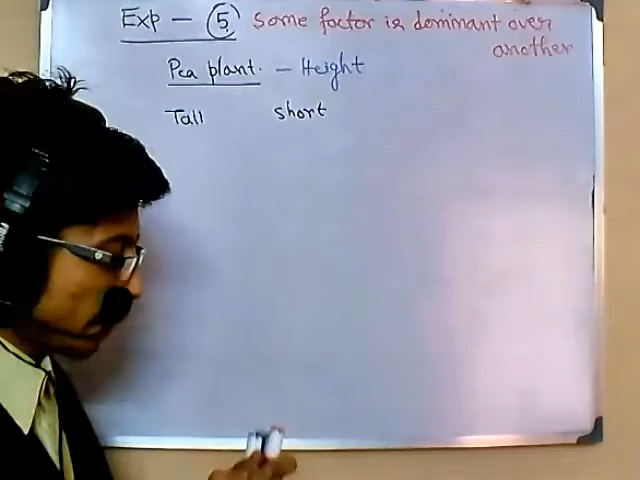 Exp – 5 Some factor is dominant over
another
Pea plant. – Height
Tall short